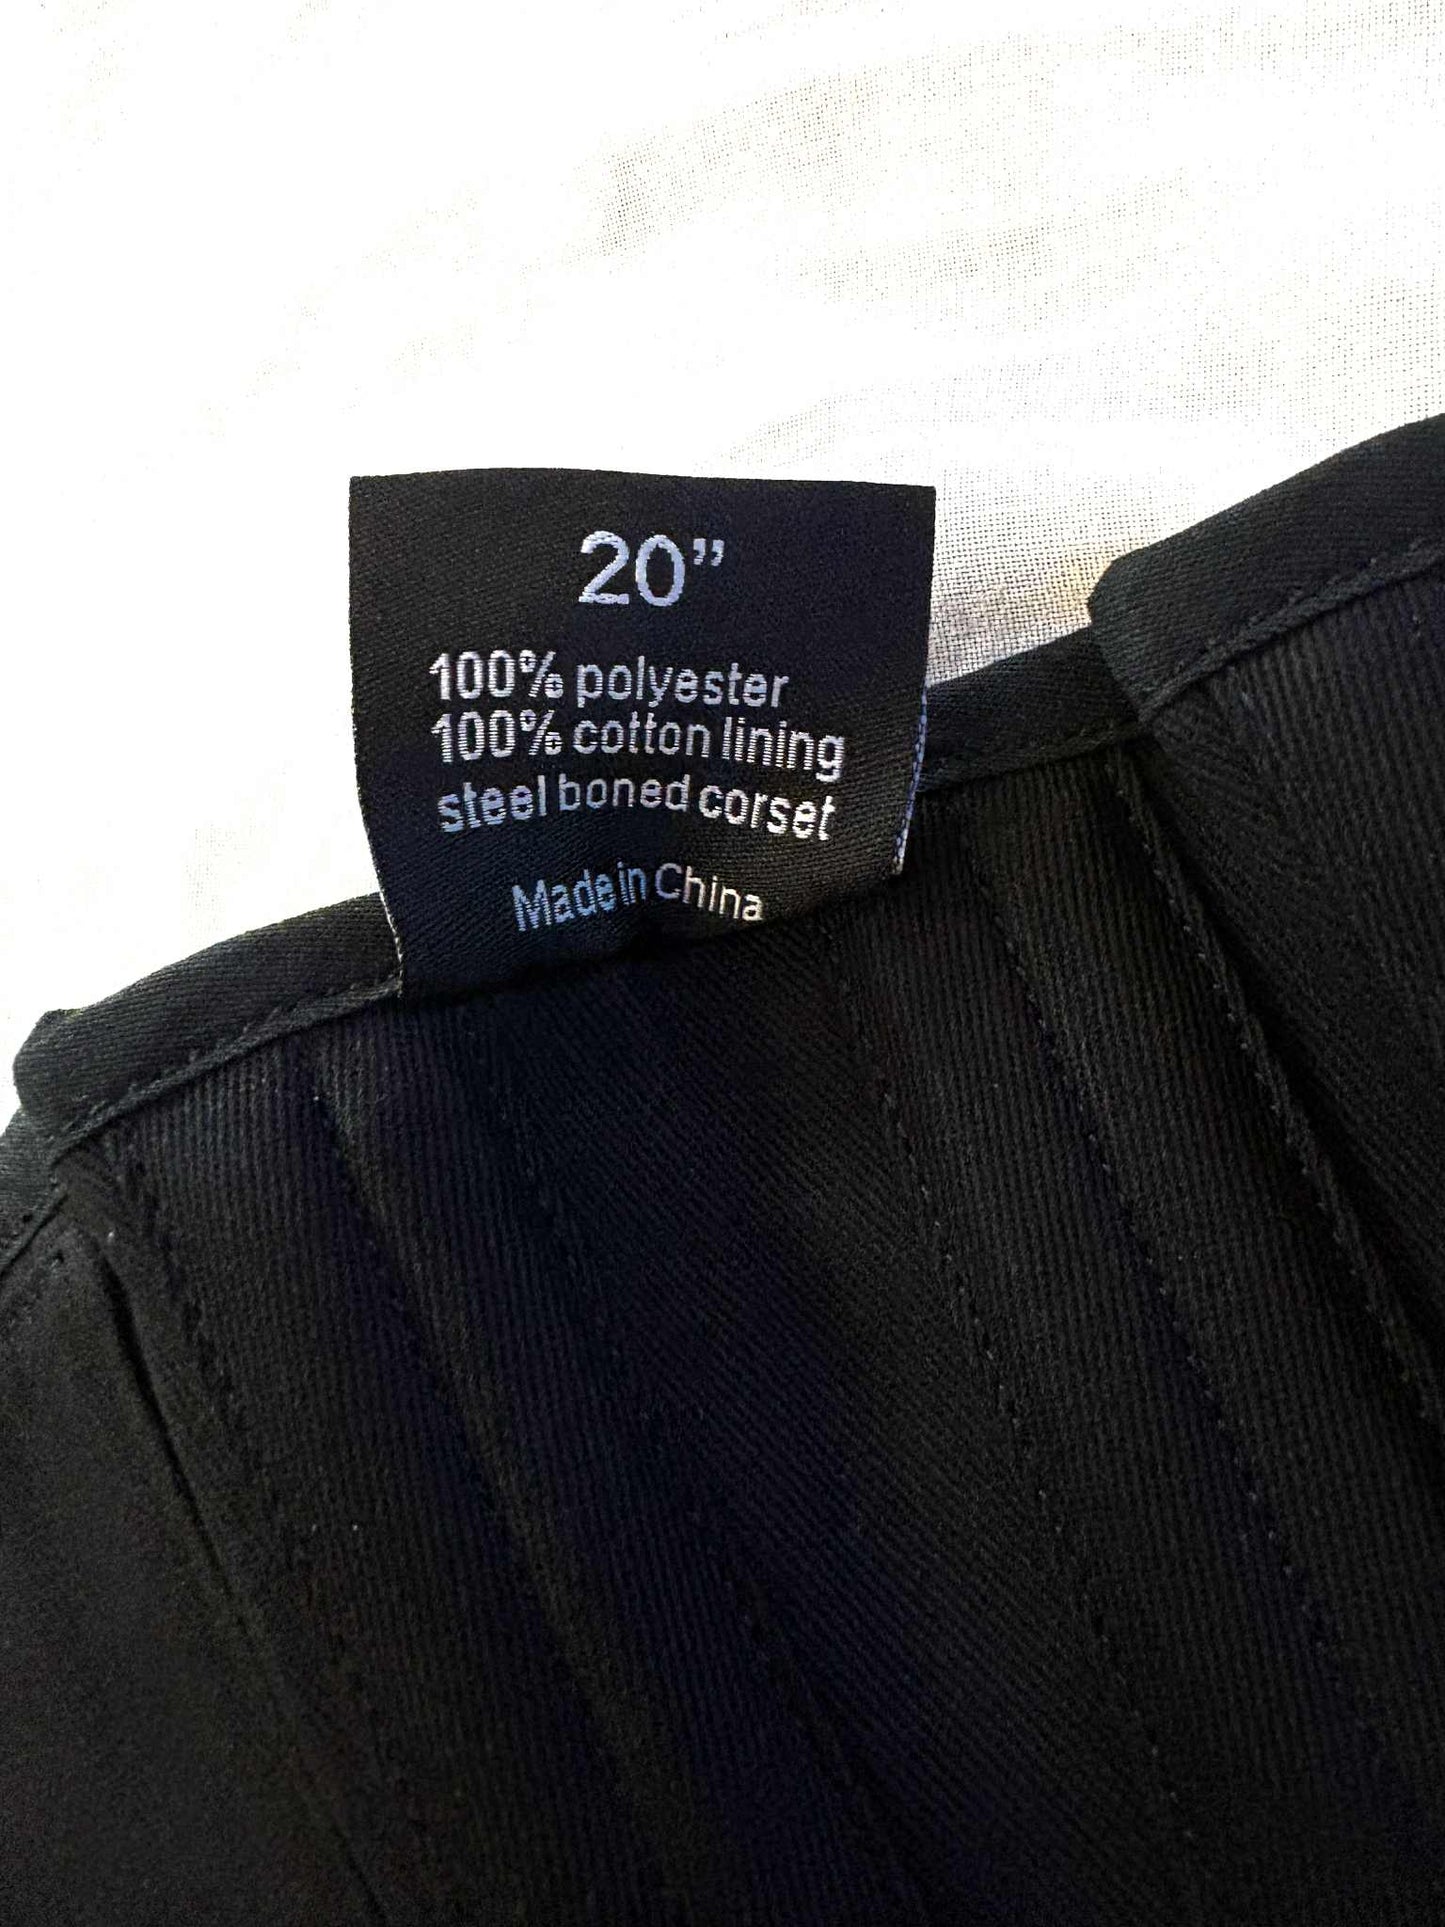 20”
100% polyester
100% cotton lining
steel boned corset
Made in China